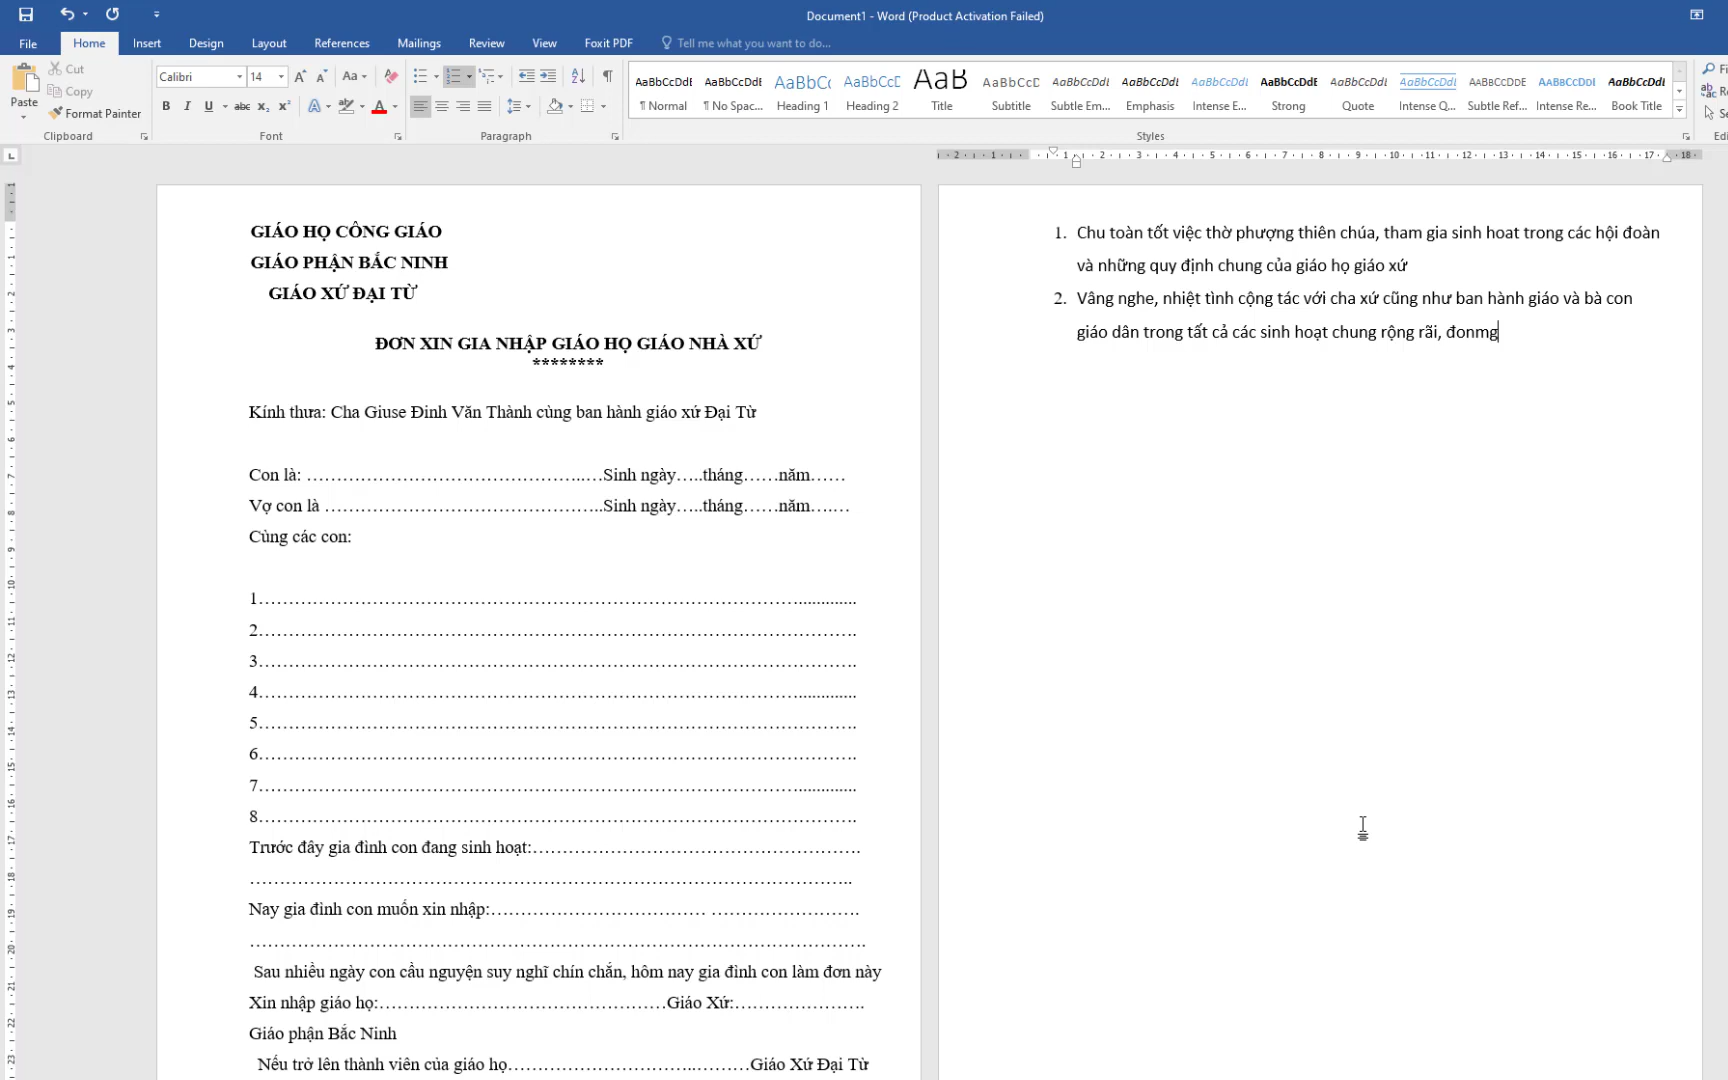 Document1 - Word (Product Activation Failed)
File Home Insert Design Layout References Mailings Review View Foxit PDF Tell me what you want to do...
Paste Cut Copy Format Painter
Calibri 14
AaBbCcDdE ¶ Normal
AaBbCcDdE ¶ No Spac...
AaBbCc Heading 1
AaBbCcD Heading 2
AaB Title
AaBbCcD Subtitle
AaBbCcDdE Subtle Em...
AaBbCcDdE Emphasis
AaBbCcDdE Intense E...
AaBbCcDdE Strong
AaBbCcDdE Quote
AaBbCcDdE Intense Q...
AABBCCDDE Subtle Ref...
AABBCCDDE Intense Re...
AaBbCcDdE Book Title
Clipboard Font Paragraph Styles
GIÁO HỌ CÔNG GIÁO
GIÁO PHẬN BẮC NINH
GIÁO XỨ ĐẠI TỪ
ĐƠN XIN GIA NHẬP GIÁO HỌ GIÁO NHÀ XỨ
********
Kính thưa: Cha Giuse Đinh Văn Thành cùng ban hành giáo xứ Đại Từ
Con là: ………………………………………..…Sinh ngày…..tháng……năm……
Vợ con là ………………………………………..Sinh ngày…..tháng……năm…….…
Cùng các con:
1……………………………………………………………………………….............
2……………………………………………………………………………………….
3……………………………………………………………………………………….
4……………………………………………………………………………….............
5……………………………………………………………………………………….
6……………………………………………………………………………………….
7……………………………………………………………………………….............
8……………………………………………………………………………………….
Trước đây gia đình con đang sinh hoạt:……………………………………………….
………………………………………………………………………………………..
Nay gia đình con muốn xin nhập:……………………………… …………………….
………………………………………………………………………………………….
Sau nhiều ngày con cầu nguyện suy nghĩ chín chắn, hôm nay gia đình con làm đơn này
Xin nhập giáo họ:…………………………………………Giáo Xứ:………………….
Giáo phận Bắc Ninh
Nếu trở lên thành viên của giáo họ…………………………..………Giáo Xứ Đại Từ
1. Chu toàn tốt việc thờ phượng thiên chúa, tham gia sinh hoat trong các hội đoàn
và những quy định chung của giáo họ giáo xứ
2. Vâng nghe, nhiệt tình cộng tác với cha xứ cũng như ban hành giáo và bà con
giáo dân trong tất cả các sinh hoạt chung rộng rãi, đonmg